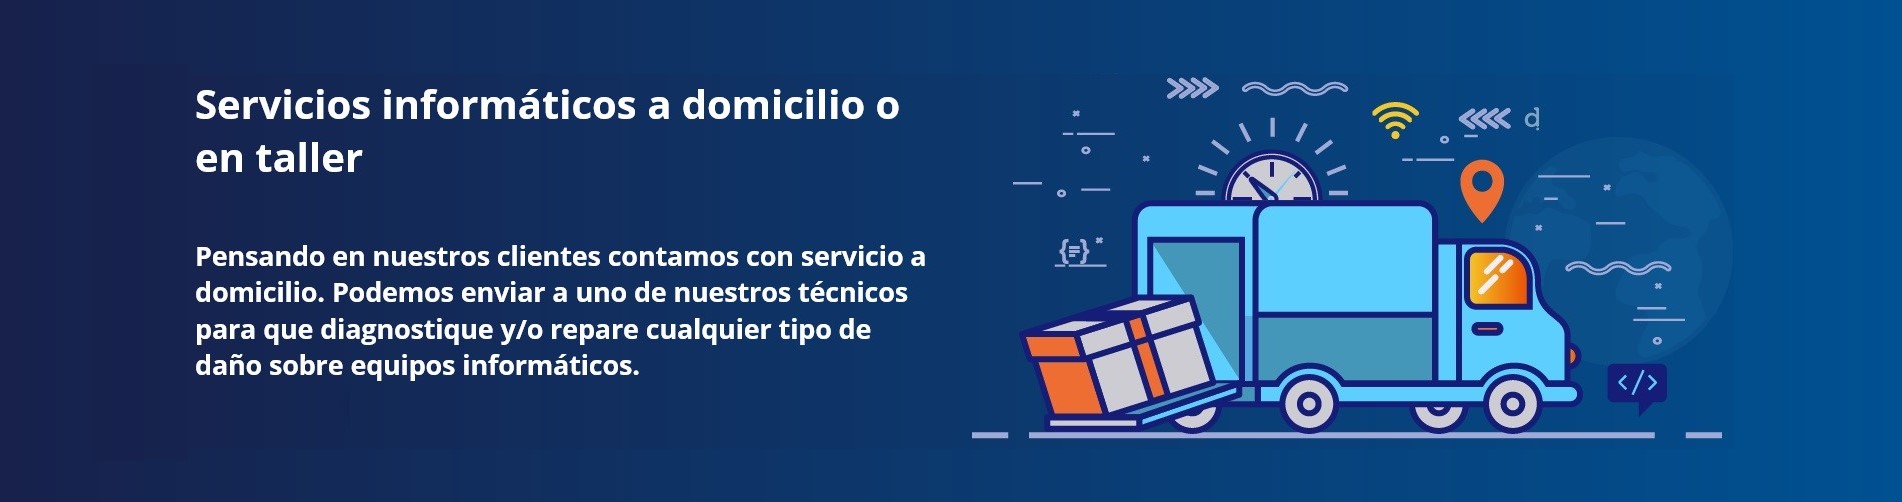 Servicios informáticos a domicilio o
en taller
Pensando en nuestros clientes contamos con servicio a
domicilio. Podemos enviar a uno de nuestros técnicos
para que diagnostique y/o repare cualquier tipo de
daño sobre equipos informáticos.